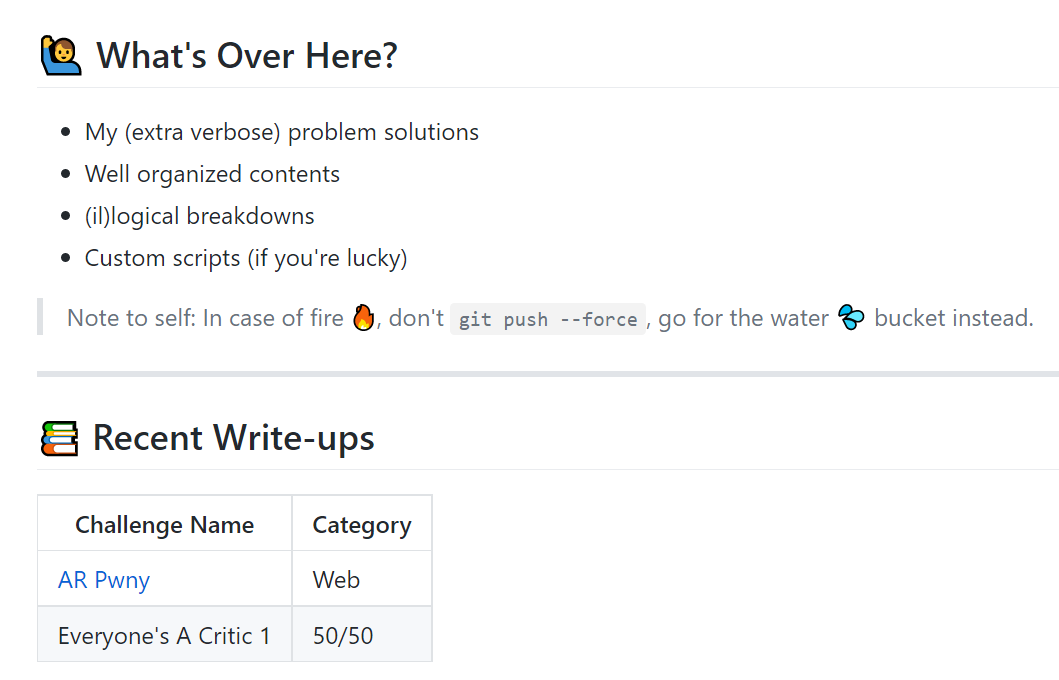 🙋‍♂️ What's Over Here?
• My (extra verbose) problem solutions
• Well organized contents
• (il)logical breakdowns
• Custom scripts (if you're lucky)
Note to self: In case of fire 🔥, don't git push --force, go for the water 💦 bucket instead.
📚 Recent Write-ups
Challenge Name Category
AR Pwny Web
Everyone's A Critic 1 50/50